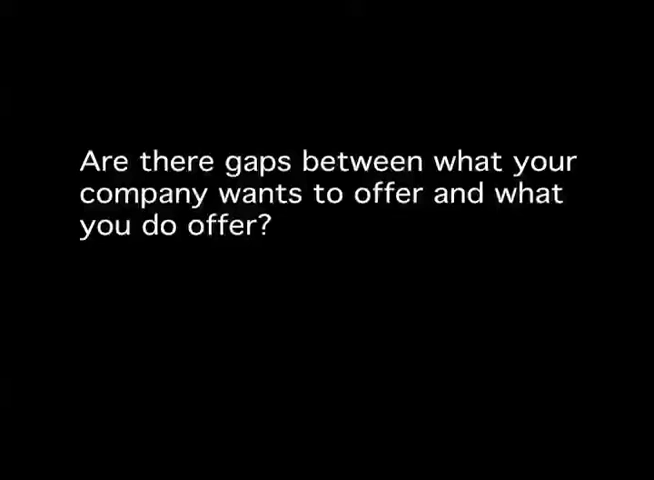 Are there gaps between what your
company wants to offer and what
you do offer?